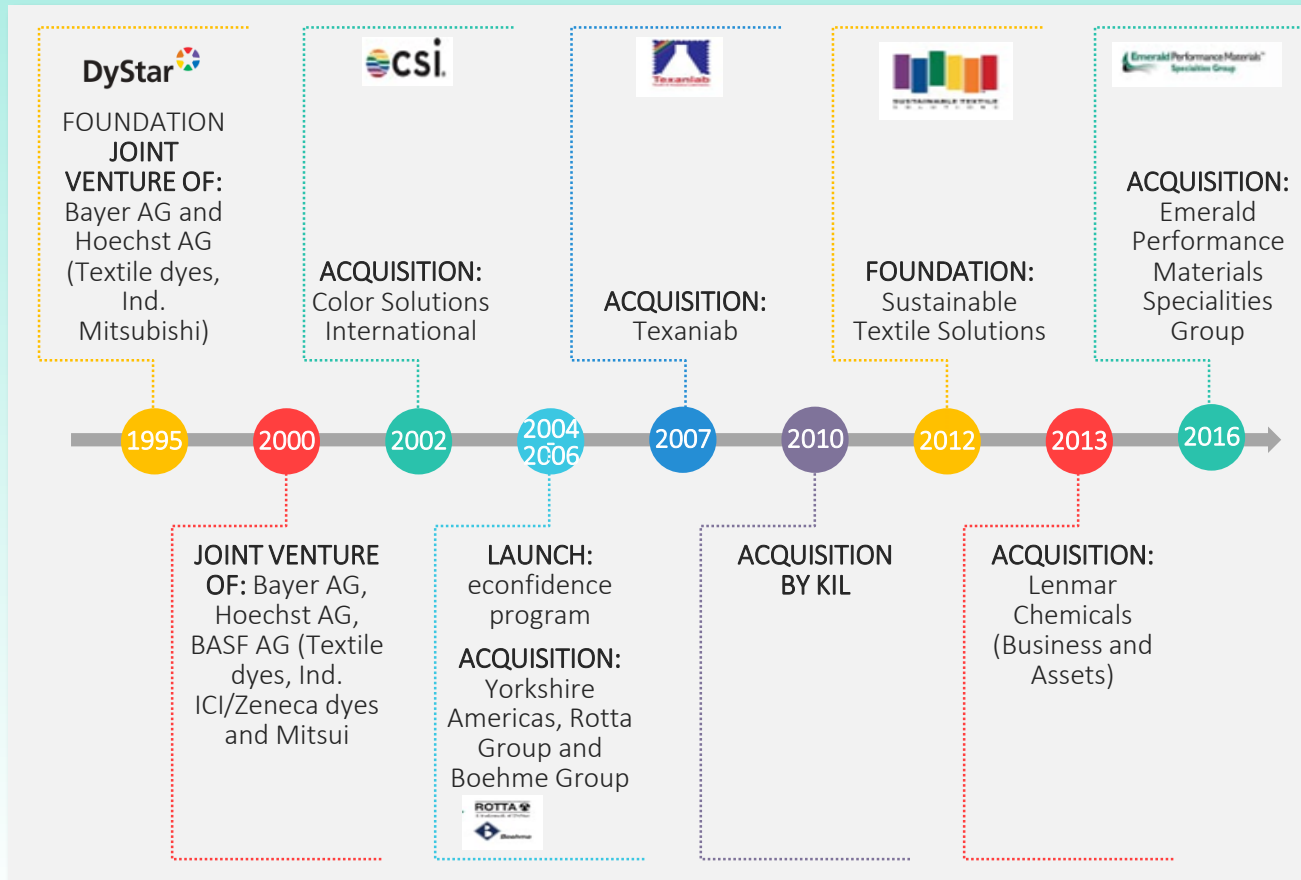 DyStar
FOUNDATION
JOINT
VENTURE OF:
Bayer AG and
Hoechst AG
(Textile dyes,
Ind.
Mitsubishi)
csi.
ACQUISITION:
Color Solutions
International
Texanlab
ACQUISITION:
Texaniab
SUSTAINABLE TEXTILE
SOLUTIONS
FOUNDATION:
Sustainable
Textile Solutions
Emerald Performance Materials™
Specialties Group
ACQUISITION:
Emerald
Performance
Materials
Specialities
Group
1995
2000
2002
2004
-
2006
2007
2010
2012
2013
2016
JOINT VENTURE
OF: Bayer AG,
Hoechst AG,
BASF AG (Textile
dyes, Ind.
ICI/Zeneca dyes
and Mitsui
LAUNCH:
econfidence
program
ACQUISITION:
Yorkshire
Americas, Rotta
Group and
Boehme Group
ROTTA
Boehme
ACQUISITION
BY KIL
ACQUISITION:
Lenmar
Chemicals
(Business and
Assets)